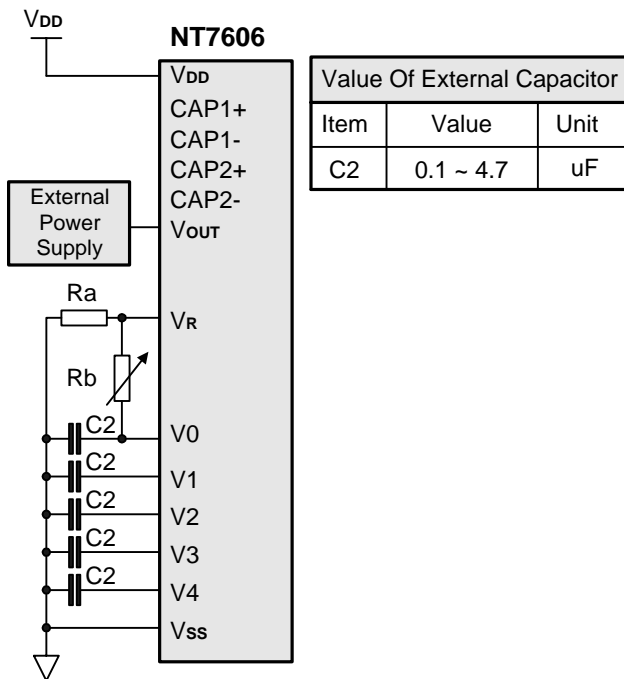 VDD
NT7606
VDD
CAP1+
CAP1-
CAP2+
CAP2-
VOUT
External
Power
Supply
Ra
VR
Rb
C2
V0
C2
V1
C2
V2
C2
V3
C2
V4
VSS
Value Of External Capacitor
Item Value Unit
C2 0.1 ~ 4.7 uF